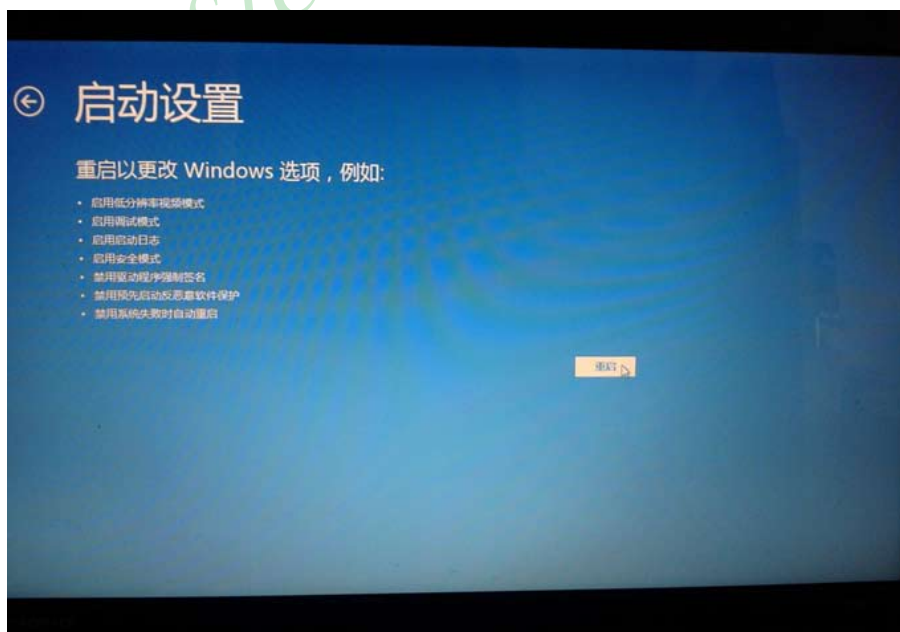 启动设置
重启以更改 Windows 选项，例如:
• 启用低分辨率视频模式
• 启用调试模式
• 启用启动日志
• 启用安全模式
• 禁用驱动程序强制签名
• 禁用预先启动反恶意软件保护
• 禁用系统失败时自动重启
重启